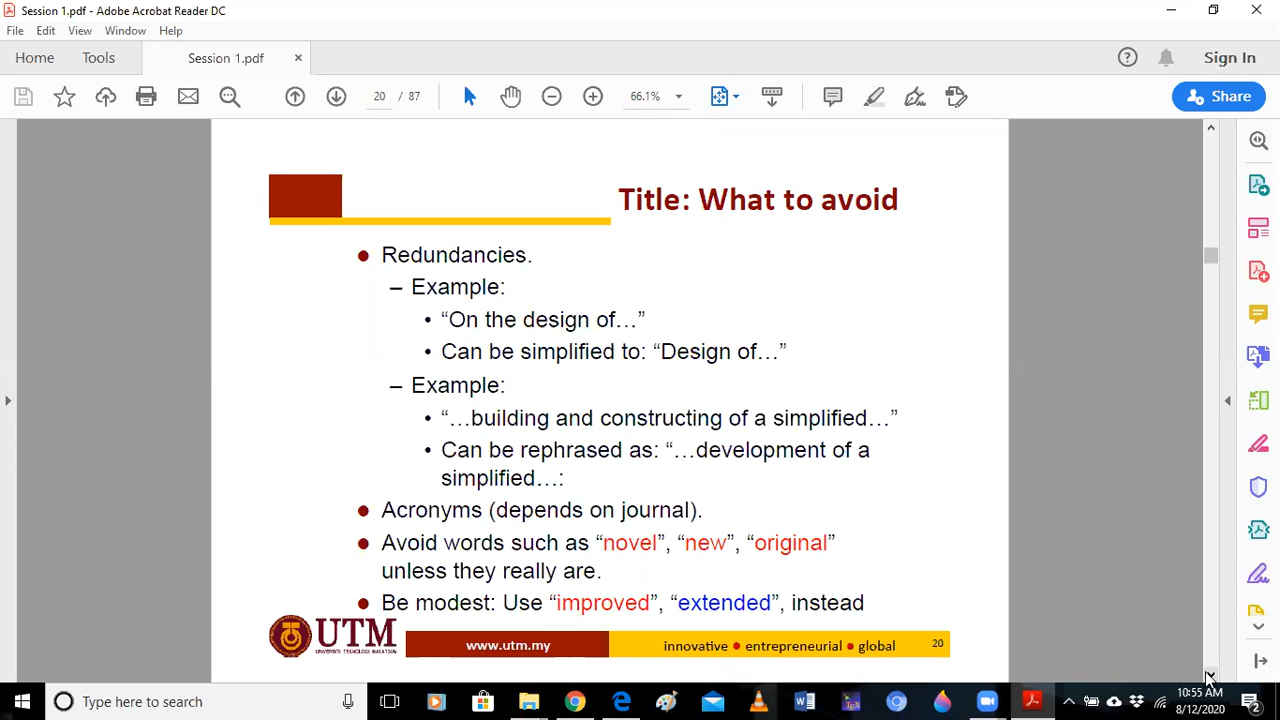 Session 1.pdf - Adobe Acrobat Reader DC
File Edit View Window Help
Home Tools Session 1.pdf × Sign In
20 / 87 66.1% Share
Title: What to avoid
● Redundancies.
– Example:
• “On the design of…”
• Can be simplified to: “Design of…”
– Example:
• “…building and constructing of a simplified…”
• Can be rephrased as: “…development of a
simplified…:
● Acronyms (depends on journal).
● Avoid words such as “novel”, “new”, “original”
unless they really are.
● Be modest: Use “improved”, “extended”, instead
UTM
UNIVERSITI TEKNOLOGI MALAYSIA
www.utm.my
innovative ● entrepreneurial ● global
20
Type here to search
10:55 AM
8/12/2020
2